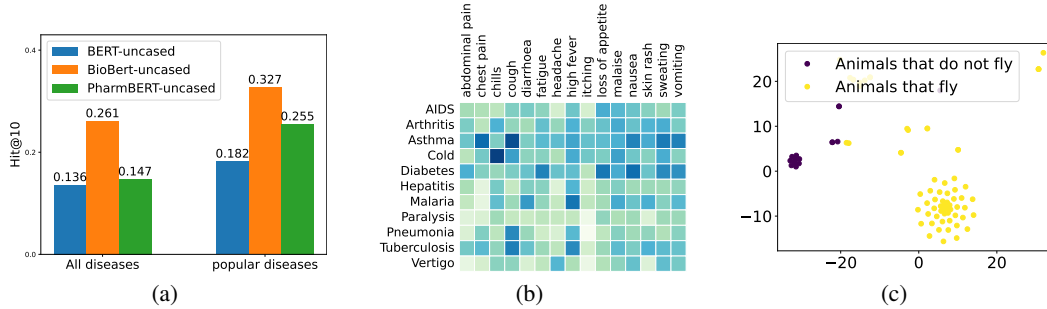 Hit@10
0.4
0.2
0.0
BERT-uncased
BioBert-uncased
PharmBERT-uncased
0.136
0.261
0.147
0.182
0.327
0.255
All diseases
popular diseases
(a)
abdominal pain
chest pain
chills
cough
diarrhoea
fatigue
headache
high fever
itching
loss of appetite
malaise
nausea
skin rash
sweating
vomiting
AIDS
Arthritis
Asthma
Cold
Diabetes
Hepatitis
Malaria
Paralysis
Pneumonia
Tuberculosis
Vertigo
(b)
Animals that do not fly
Animals that fly
20
10
0
−10
−20
0
20
(c)